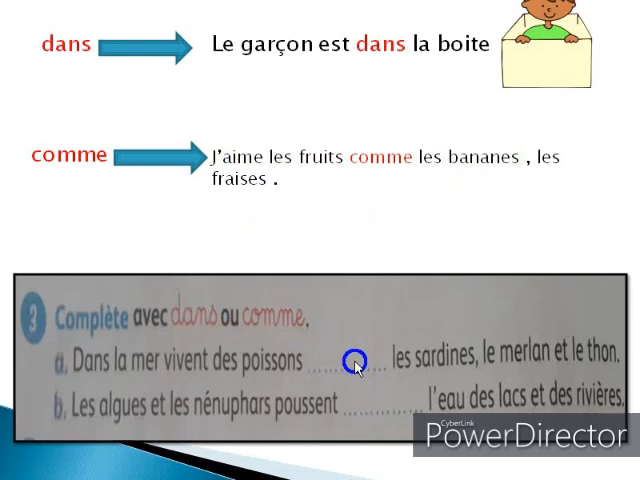 dans Le garçon est dans la boite
comme J'aime les fruits comme les bananes , les
fraises .
3 Complète avec dans ou comme.
a. Dans la mer vivent des poissons ............... les sardines, le merlan et le thon.
b. Les algues et les nénuphars poussent ............... l'eau des lacs et des rivières.
CyberLink
PowerDirector